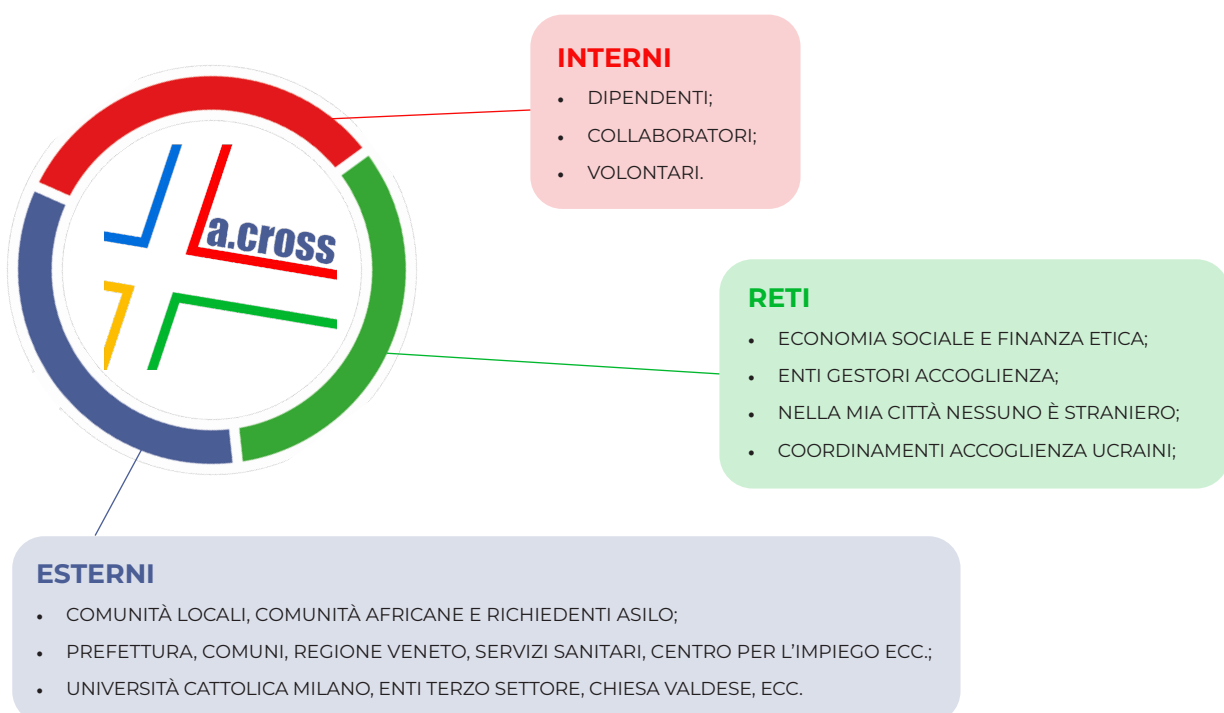 INTERNI
• DIPENDENTI;
• COLLABORATORI;
• VOLONTARI.
a.cross
RETI
• ECONOMIA SOCIALE E FINANZA ETICA;
• ENTI GESTORI ACCOGLIENZA;
• NELLA MIA CITTÀ NESSUNO È STRANIERO;
• COORDINAMENTI ACCOGLIENZA UCRAINI;
ESTERNI
• COMUNITÀ LOCALI, COMUNITÀ AFRICANE E RICHIEDENTI ASILO;
• PREFETTURA, COMUNI, REGIONE VENETO, SERVIZI SANITARI, CENTRO PER L'IMPIEGO ECC.;
• UNIVERSITÀ CATTOLICA MILANO, ENTI TERZO SETTORE, CHIESA VALDESE, ECC.